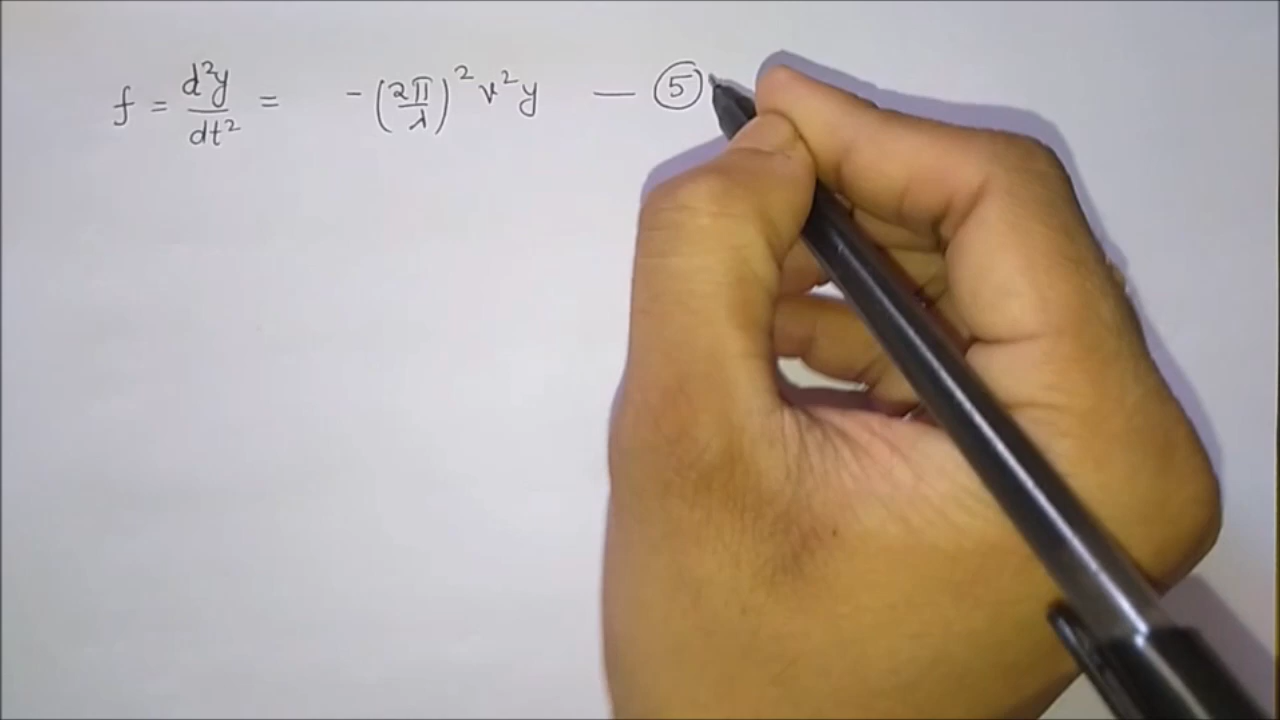 f = d²y/dt² = -(2π/λ)² v² y — ⑤